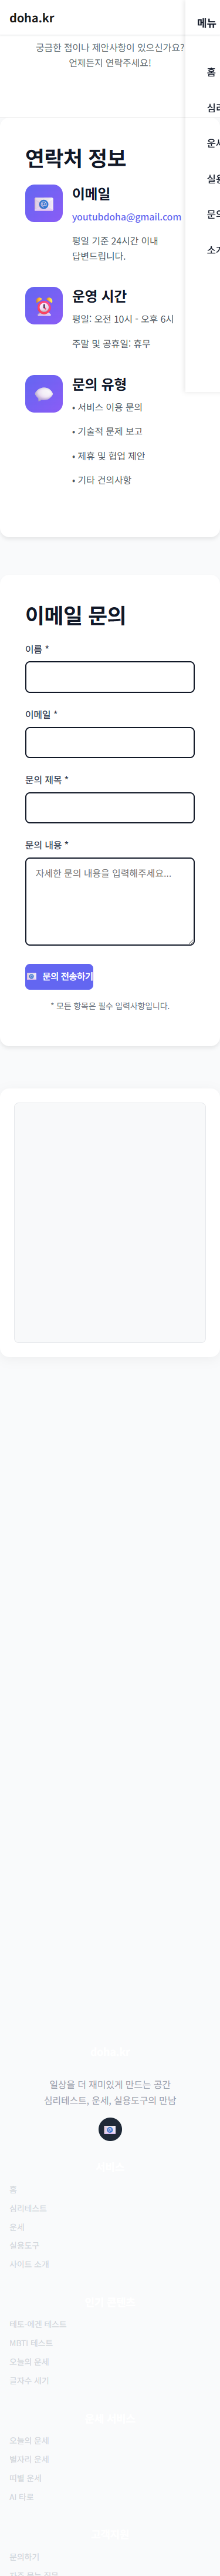 doha.kr
메뉴
궁금한 점이나 제안사항이 있으신가요?
언제든지 연락주세요!
홈
심리
운세
실용
문의
소개
연락처 정보
이메일
youtubdoha@gmail.com
평일 기준 24시간 이내
답변드립니다.
운영 시간
평일: 오전 10시 - 오후 6시
주말 및 공휴일: 휴무
문의 유형
• 서비스 이용 문의
• 기술적 문제 보고
• 제휴 및 협업 제안
• 기타 건의사항
이메일 문의
이름 *
이메일 *
문의 제목 *
문의 내용 *
자세한 문의 내용을 입력해주세요...
문의 전송하기
* 모든 항목은 필수 입력사항입니다.
일상을 더 재미있게 만드는 공간
심리테스트, 운세, 실용도구의 만남
홈
심리테스트
운세
실용도구
사이트 소개
테토-에겐 테스트
MBTI 테스트
오늘의 운세
글자수 세기
오늘의 운세
별자리 운세
띠별 운세
AI 타로
문의하기
자주 묻는 질문